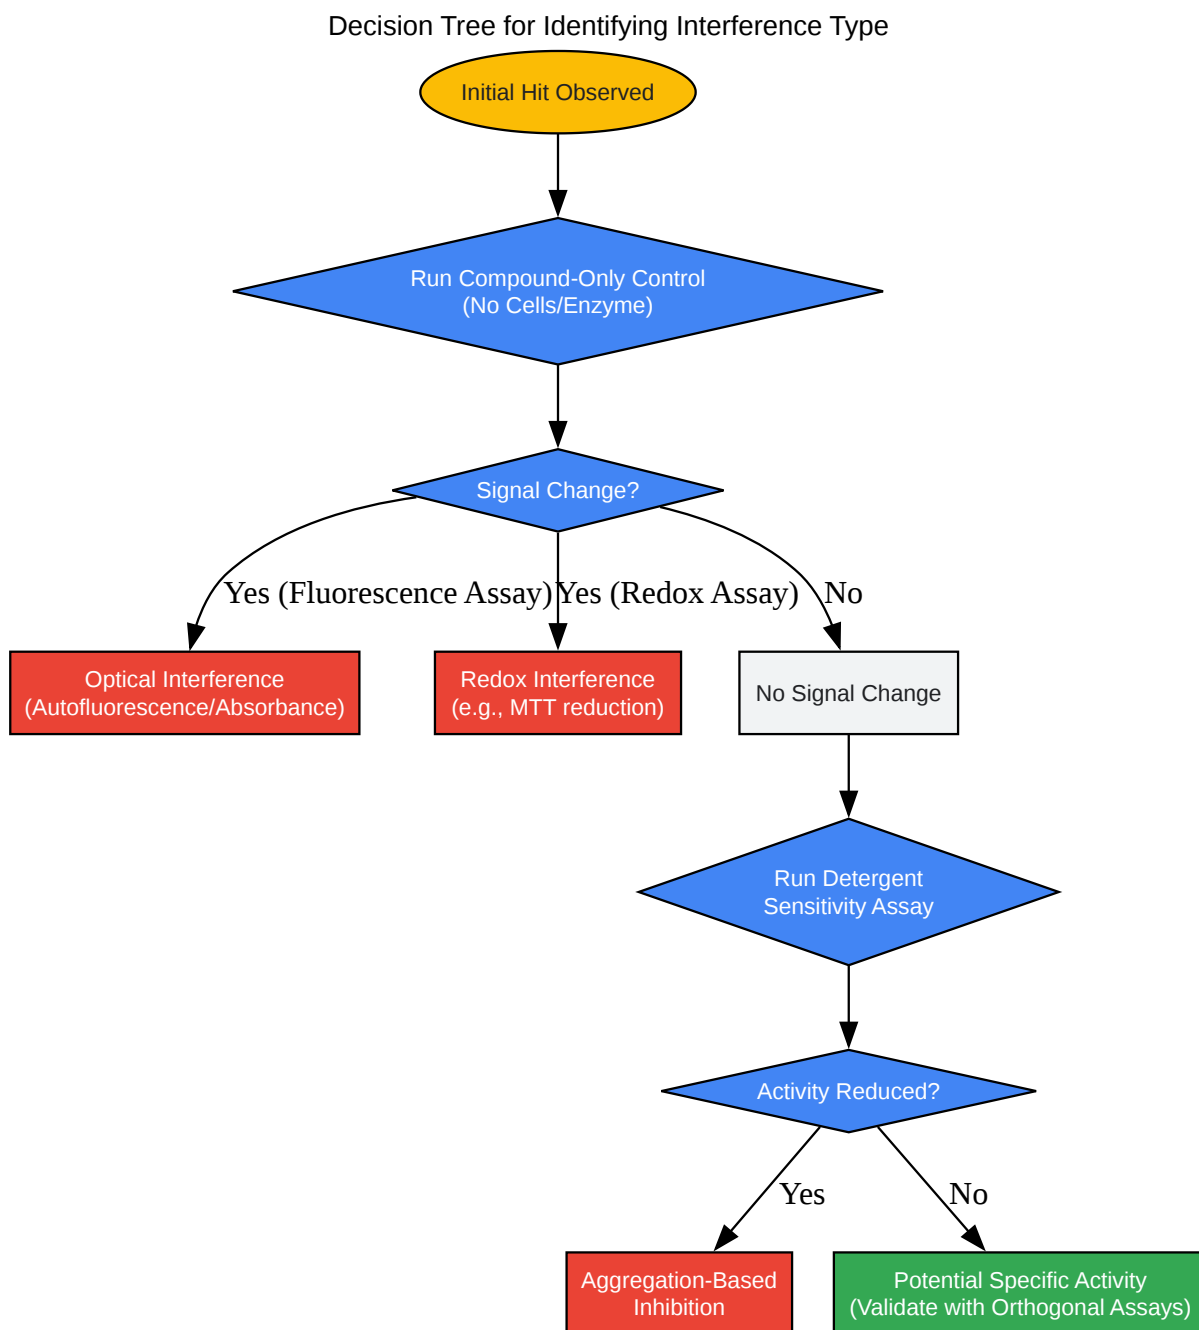 Decision Tree for Identifying Interference Type
Initial Hit Observed
Run Compound-Only Control
(No Cells/Enzyme)
Signal Change?
Yes (Fluorescence Assay)
Yes (Redox Assay)
No
Optical Interference
(Autofluorescence/Absorbance)
Redox Interference
(e.g., MTT reduction)
No Signal Change
Run Detergent
Sensitivity Assay
Activity Reduced?
Yes
No
Aggregation-Based
Inhibition
Potential Specific Activity
(Validate with Orthogonal Assays)